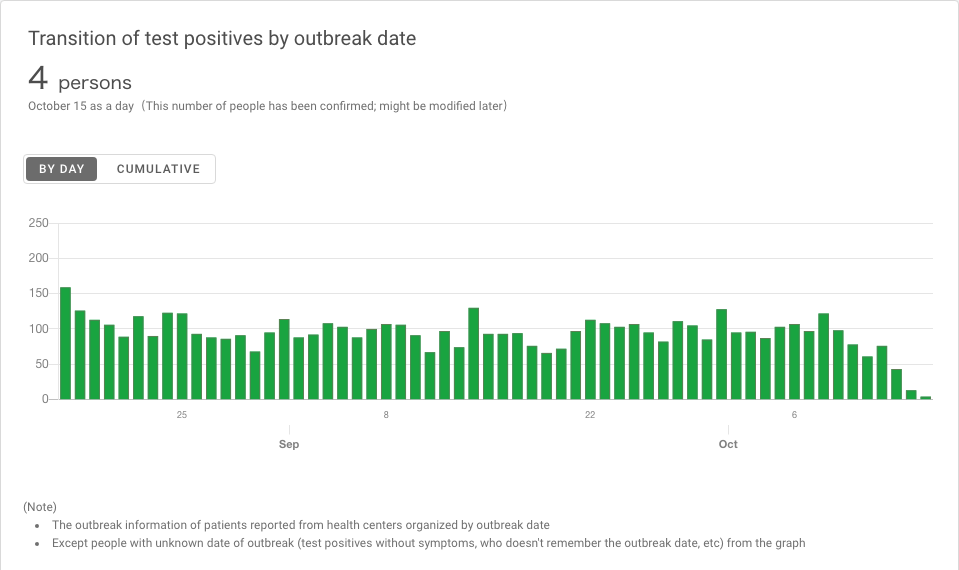 Transition of test positives by outbreak date
4 persons
October 15 as a day（This number of people has been confirmed; might be modified later）
BY DAY CUMULATIVE
250
200
150
100
50
0
25 8 22 6
Sep Oct
(Note)
• The outbreak information of patients reported from health centers organized by outbreak date
• Except people with unknown date of outbreak (test positives without symptoms, who doesn't remember the outbreak date, etc) from the graph